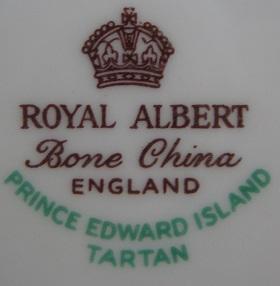 ROYAL ALBERT
Bone China
ENGLAND
PRINCE EDWARD ISLAND
TARTAN